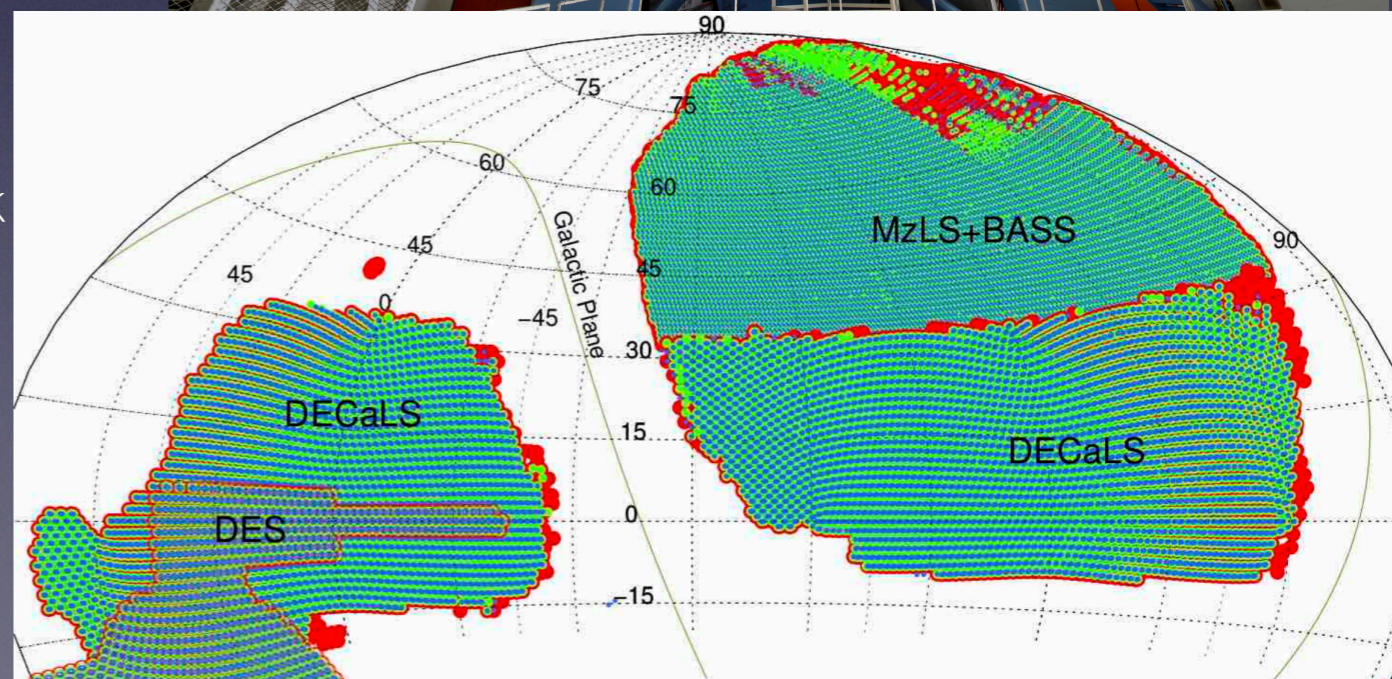 90
75
75
60
60
K
MzLS+BASS
90
45
45
45
Galactic Plane
0
−45
30
DECaLS
15
DECaLS
0
DES
−15